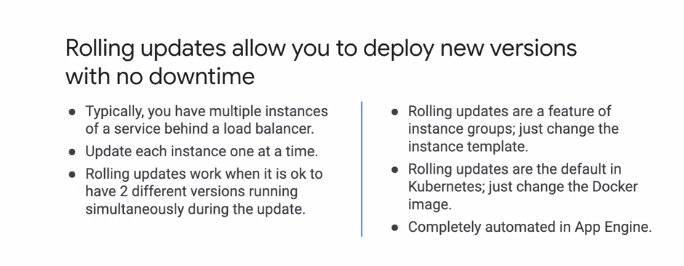 Rolling updates allow you to deploy new versions
with no downtime
● Typically, you have multiple instances
of a service behind a load balancer.
● Update each instance one at a time.
● Rolling updates work when it is ok to
have 2 different versions running
simultaneously during the update.
● Rolling updates are a feature of
instance groups; just change the
instance template.
● Rolling updates are the default in
Kubernetes; just change the Docker
image.
● Completely automated in App Engine.